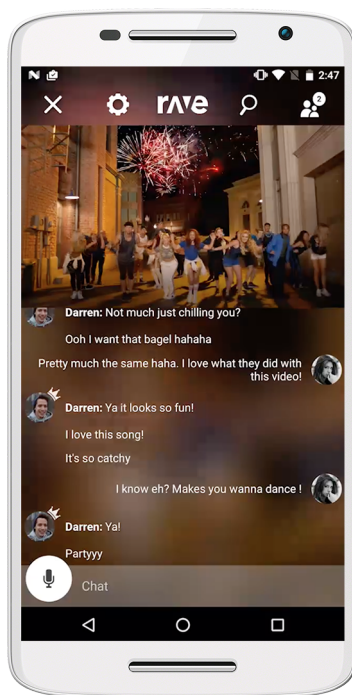 2:47
rave
2
Darren: Not much just chilling you?
Ooh I want that bagel hahaha
Pretty much the same haha. I love what they did with
this video!
Darren: Ya it looks so fun!
I love this song!
It's so catchy
I know eh? Makes you wanna dance !
Darren: Ya!
Partyyy
Chat